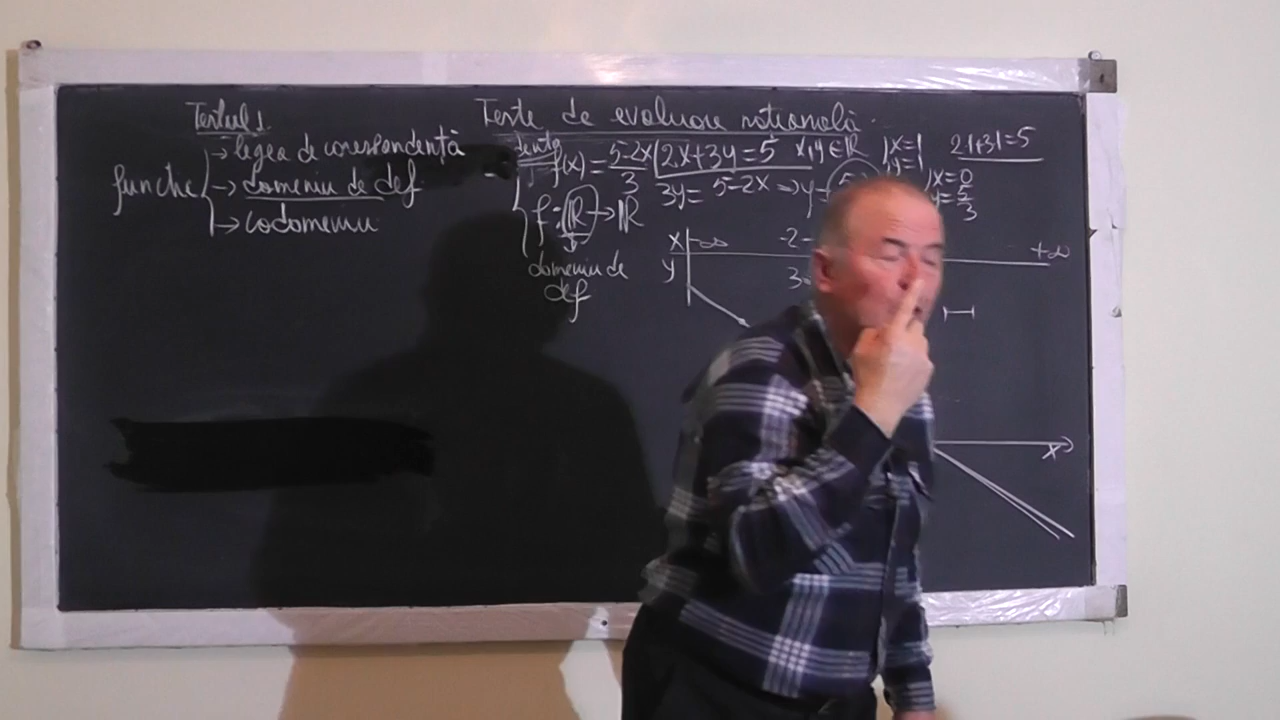 Testul 1.
funcție
→ legea de corespondență
→ domeniu de def.
→ codomeniu
Teste de evaluare națională.
f(x) = 5-2x / 3
2x+3y=5 x,y ∈ ℝ
x=1
y=1
2·1+3·1=5
3y = 5-2x ⇒ y
x=0
y=5/3
f: ℝ → ℝ
domeniu de
def
x -∞ -2 +∞
y 3
x